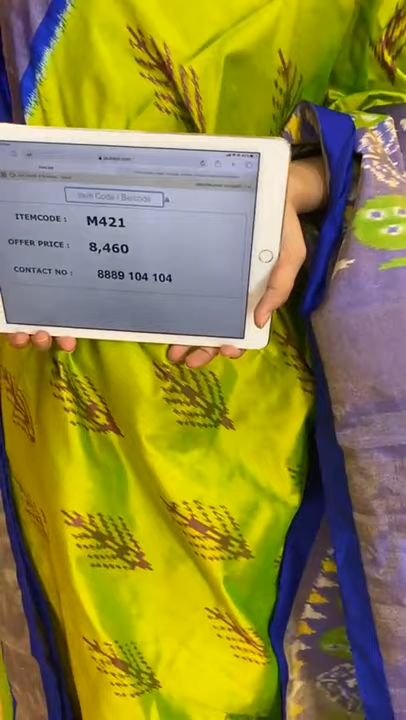 Item Code / Barcode
ITEMCODE : M421
OFFER PRICE : 8,460
CONTACT NO : 8889 104 104